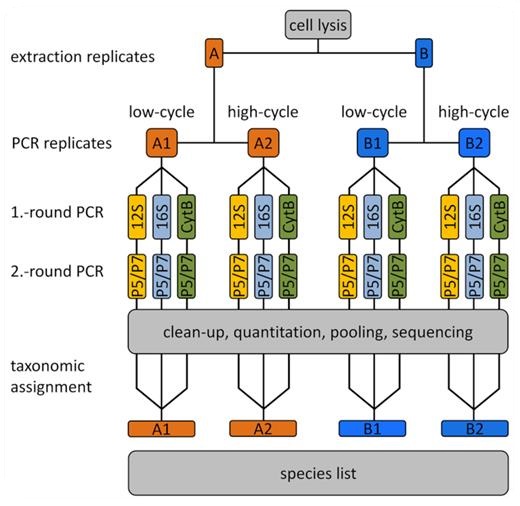 cell lysis
extraction replicates
A
B
low-cycle
high-cycle
low-cycle
high-cycle
PCR replicates
A1
A2
B1
B2
1.-round PCR
12S
16S
CytB
12S
16S
CytB
12S
16S
CytB
12S
16S
CytB
2.-round PCR
P5/P7
P5/P7
P5/P7
P5/P7
P5/P7
P5/P7
P5/P7
P5/P7
P5/P7
P5/P7
P5/P7
P5/P7
clean-up, quantitation, pooling, sequencing
taxonomic
assignment
A1
A2
B1
B2
species list